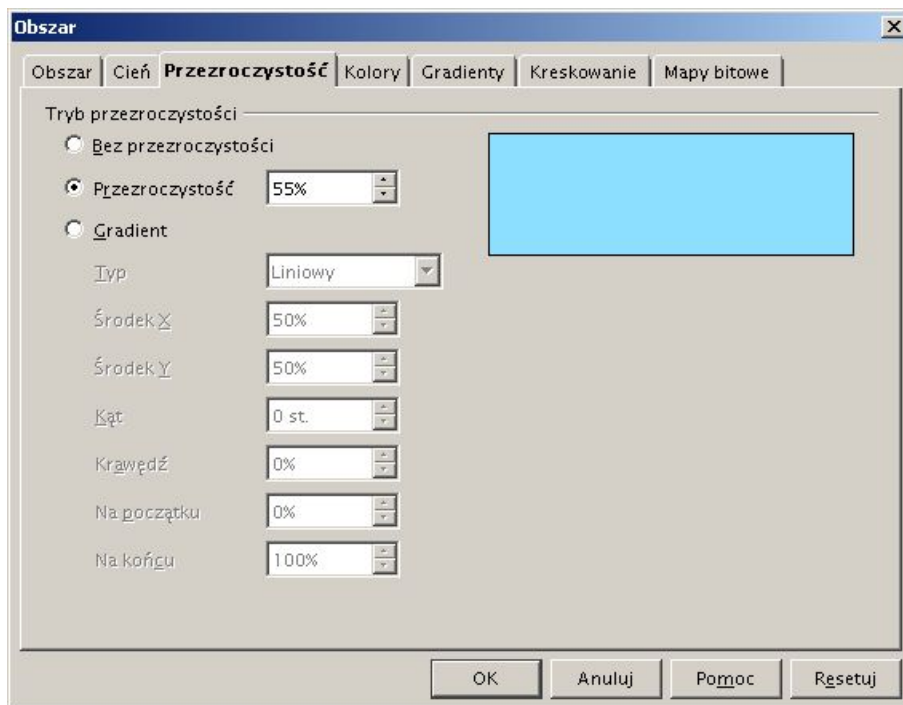 Obszar
Obszar Cień Przezroczystość Kolory Gradienty Kreskowanie Mapy bitowe
Tryb przezroczystości
Bez przezroczystości
Przezroczystość 55%
Gradient
Typ Liniowy
Środek X 50%
Środek Y 50%
Kąt 0 st.
Krawędź 0%
Na początku 0%
Na końcu 100%
OK Anuluj Pomoc Resetuj